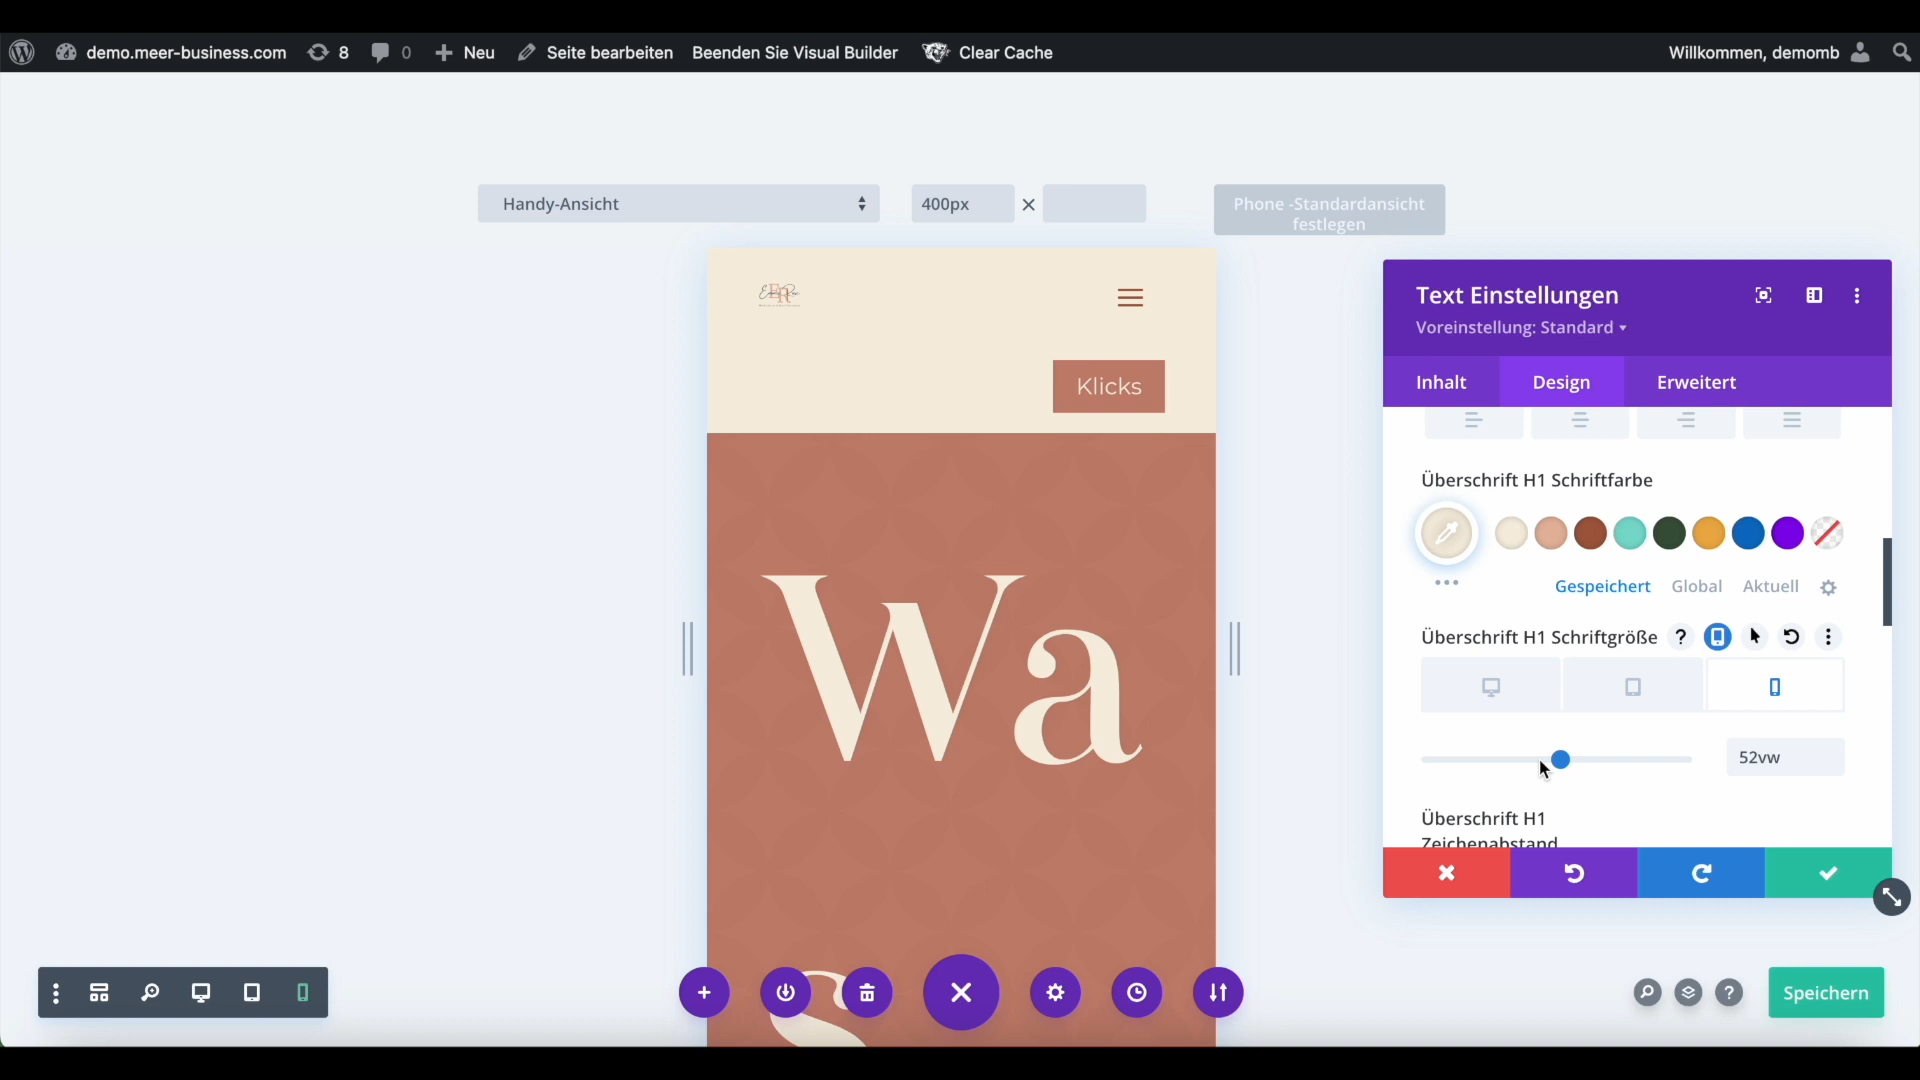 demo.meer-business.com 8 0 Neu Seite bearbeiten Beenden Sie Visual Builder Clear Cache Willkommen, demomb
Handy-Ansicht 400px Phone -Standardansicht festlegen
Klicks
Wa
S
Text Einstellungen
Voreinstellung: Standard
Inhalt Design Erweitert
Überschrift H1 Schriftfarbe
Gespeichert Global Aktuell
Überschrift H1 Schriftgröße ?
52vw
Überschrift H1
Zeichenabstand
? Speichern